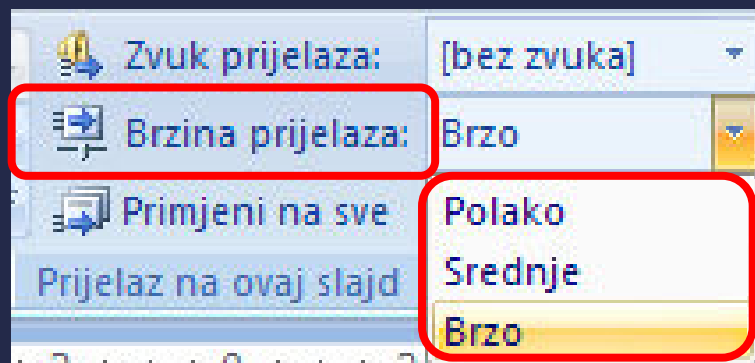 Zvuk prijelaza: [bez zvuka]
Brzina prijelaza: Brzo
Primjeni na sve Polako
Prijelaz na ovaj slajd Srednje
Brzo